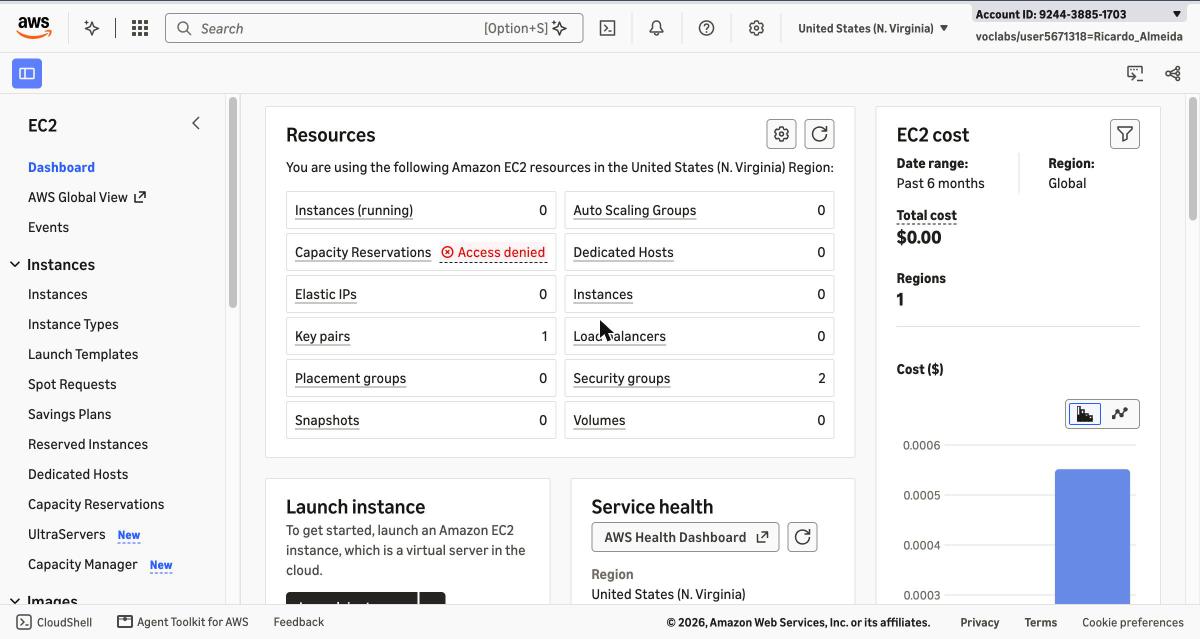 aws
Search
[Option+S]
United States (N. Virginia)
Account ID: 9244-3885-1703
voclabs/user5671318=Ricardo_Almeida
EC2
Dashboard
AWS Global View
Events
Instances
Instances
Instance Types
Launch Templates
Spot Requests
Savings Plans
Reserved Instances
Dedicated Hosts
Capacity Reservations
UltraServers New
Capacity Manager New
Images
Resources
You are using the following Amazon EC2 resources in the United States (N. Virginia) Region:
Instances (running) 0
Auto Scaling Groups 0
Capacity Reservations Access denied
Dedicated Hosts 0
Elastic IPs 0
Instances 0
Key pairs 1
Load balancers 0
Placement groups 0
Security groups 2
Snapshots 0
Volumes 0
Launch instance
To get started, launch an Amazon EC2
instance, which is a virtual server in the
cloud.
Service health
AWS Health Dashboard
Region
United States (N. Virginia)
EC2 cost
Date range:
Past 6 months
Region:
Global
Total cost
$0.00
Regions
1
Cost ($)
0.0006
0.0005
0.0004
0.0003
CloudShell
Agent Toolkit for AWS
Feedback
© 2026, Amazon Web Services, Inc. or its affiliates.
Privacy
Terms
Cookie preferences